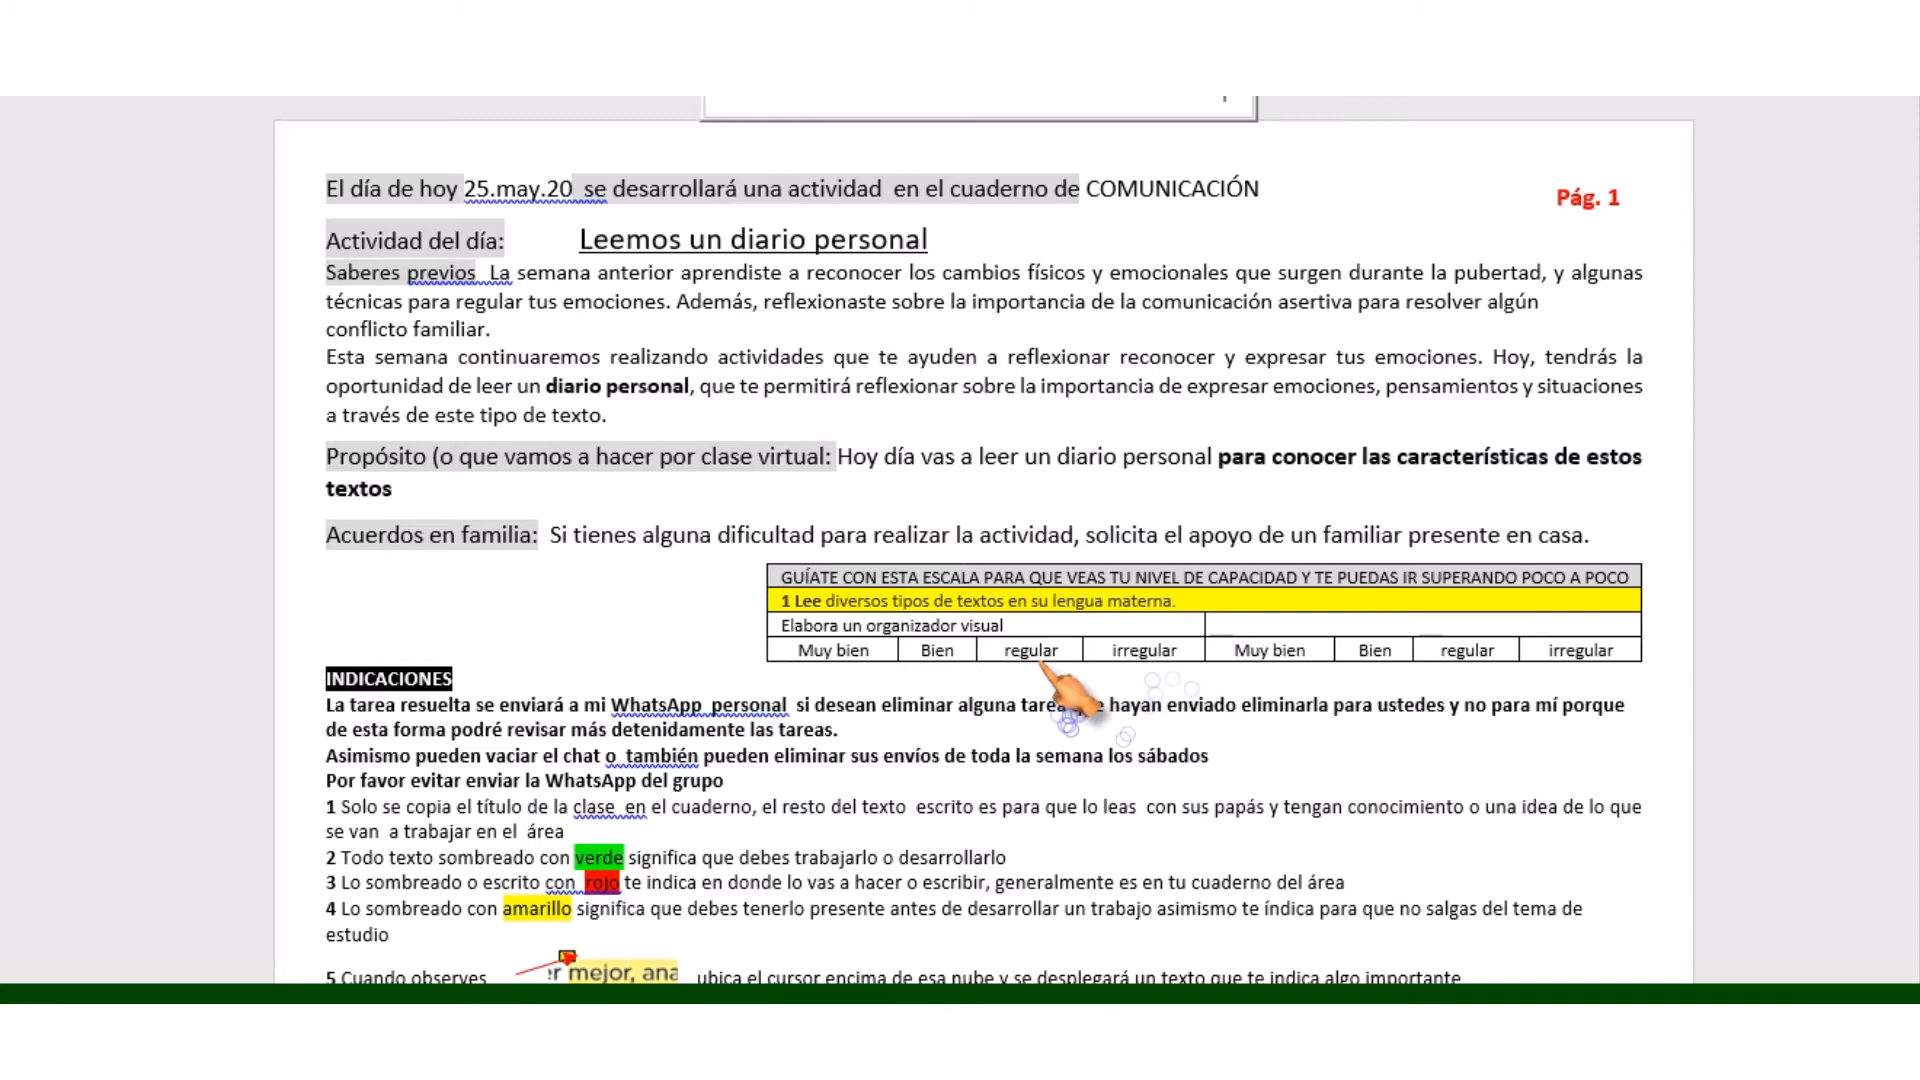 El día de hoy 25.may.20  se desarrollará una actividad  en el cuaderno de COMUNICACIÓN
Pág. 1
Actividad del día: Leemos un diario personal
Saberes previos  La semana anterior aprendiste a reconocer los cambios físicos y emocionales que surgen durante la pubertad, y algunas
técnicas para regular tus emociones. Además, reflexionaste sobre la importancia de la comunicación asertiva para resolver algún
conflicto familiar.
Esta semana continuaremos realizando actividades que te ayuden a reflexionar reconocer y expresar tus emociones. Hoy, tendrás la
oportunidad de leer un diario personal, que te permitirá reflexionar sobre la importancia de expresar emociones, pensamientos y situaciones
a través de este tipo de texto.
Propósito (o que vamos a hacer por clase virtual: Hoy día vas a leer un diario personal para conocer las características de estos
textos
Acuerdos en familia:  Si tienes alguna dificultad para realizar la actividad, solicita el apoyo de un familiar presente en casa.
GUÍATE CON ESTA ESCALA PARA QUE VEAS TU NIVEL DE CAPACIDAD Y TE PUEDAS IR SUPERANDO POCO A POCO
1 Lee diversos tipos de textos en su lengua materna.
Elabora un organizador visual
Muy bien Bien regular irregular Muy bien Bien regular irregular
INDICACIONES
La tarea resuelta se enviará a mi WhatsApp  personal  si desean eliminar alguna tarea hayan enviado eliminarla para ustedes y no para mí porque
de esta forma podré revisar más detenidamente las tareas.
Asimismo pueden vaciar el chat o  también pueden eliminar sus envíos de toda la semana los sábados
Por favor evitar enviar la WhatsApp del grupo
1 Solo se copia el título de la clase  en el cuaderno, el resto del texto  escrito es para que lo leas  con sus papás y tengan conocimiento o una idea de lo que
se van  a trabajar en el  área
2 Todo texto sombreado con verde significa que debes trabajarlo o desarrollarlo
3 Lo sombreado o escrito con  rojo te indica en donde lo vas a hacer o escribir, generalmente es en tu cuaderno del área
4 Lo sombreado con amarillo significa que debes tenerlo presente antes de desarrollar un trabajo asimismo te índica para que no salgas del tema de
estudio
5 Cuando observes er mejor, ana ubica el cursor encima de esa nube y se desplegará un texto que te indica algo importante